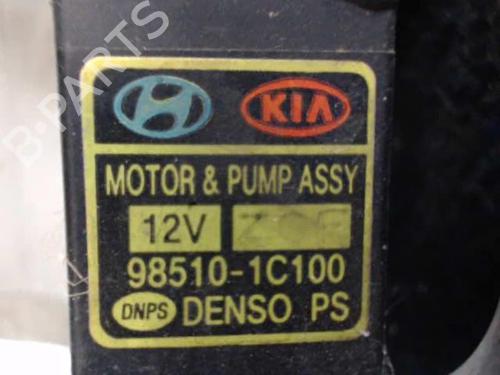 B-PARTS
KIA
MOTOR & PUMP ASSY
12V
98510-1C100
DNPS DENSO PS